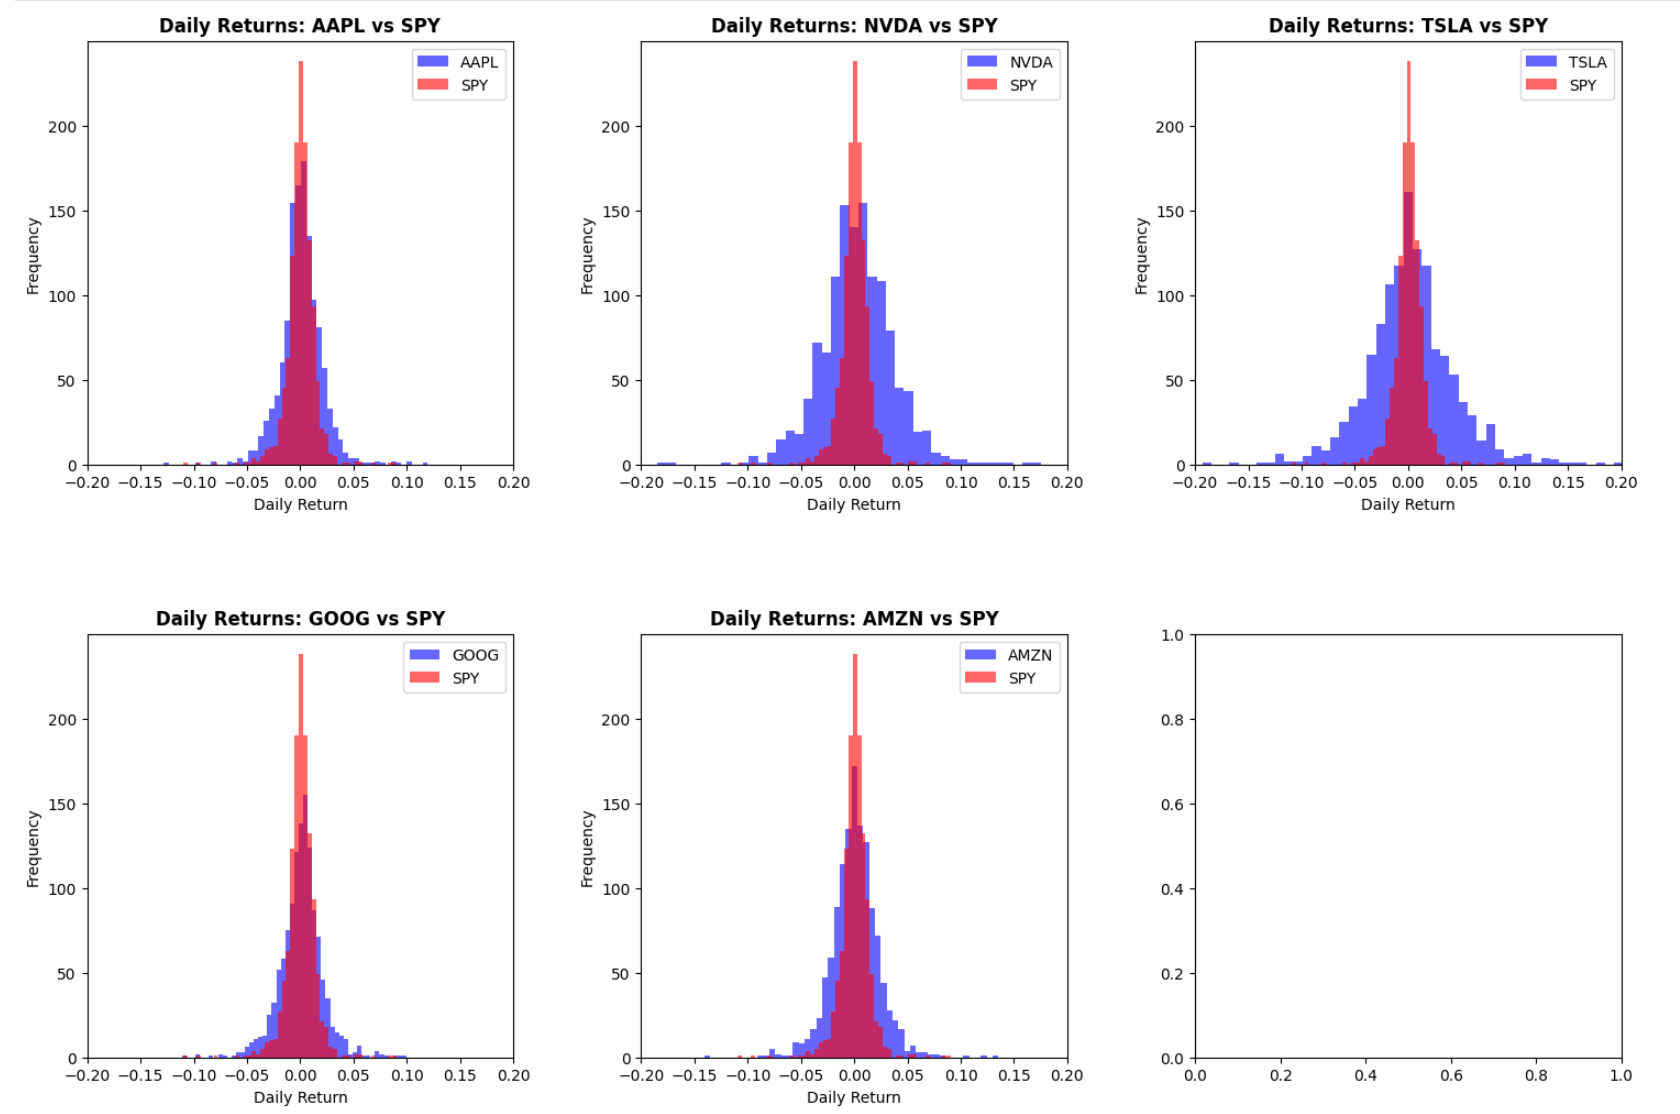 Daily Returns: AAPL vs SPY
AAPL
SPY
Frequency
200
150
100
50
0
−0.20 −0.15 −0.10 −0.05 0.00 0.05 0.10 0.15 0.20
Daily Return
Daily Returns: NVDA vs SPY
NVDA
SPY
Frequency
200
150
100
50
0
−0.20 −0.15 −0.10 −0.05 0.00 0.05 0.10 0.15 0.20
Daily Return
Daily Returns: TSLA vs SPY
TSLA
SPY
Frequency
200
150
100
50
0
−0.20 −0.15 −0.10 −0.05 0.00 0.05 0.10 0.15 0.20
Daily Return
Daily Returns: GOOG vs SPY
GOOG
SPY
Frequency
200
150
100
50
0
−0.20 −0.15 −0.10 −0.05 0.00 0.05 0.10 0.15 0.20
Daily Return
Daily Returns: AMZN vs SPY
AMZN
SPY
Frequency
200
150
100
50
0
−0.20 −0.15 −0.10 −0.05 0.00 0.05 0.10 0.15 0.20
Daily Return
1.0
0.8
0.6
0.4
0.2
0.0
0.0 0.2 0.4 0.6 0.8 1.0